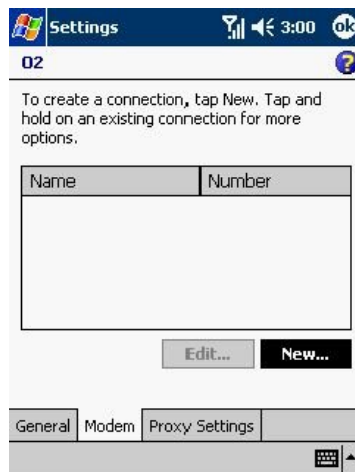 Settings 3:00 ok
O2 ?
To create a connection, tap New. Tap and
hold on an existing connection for more
options.
Name Number
Edit... New...
General Modem Proxy Settings